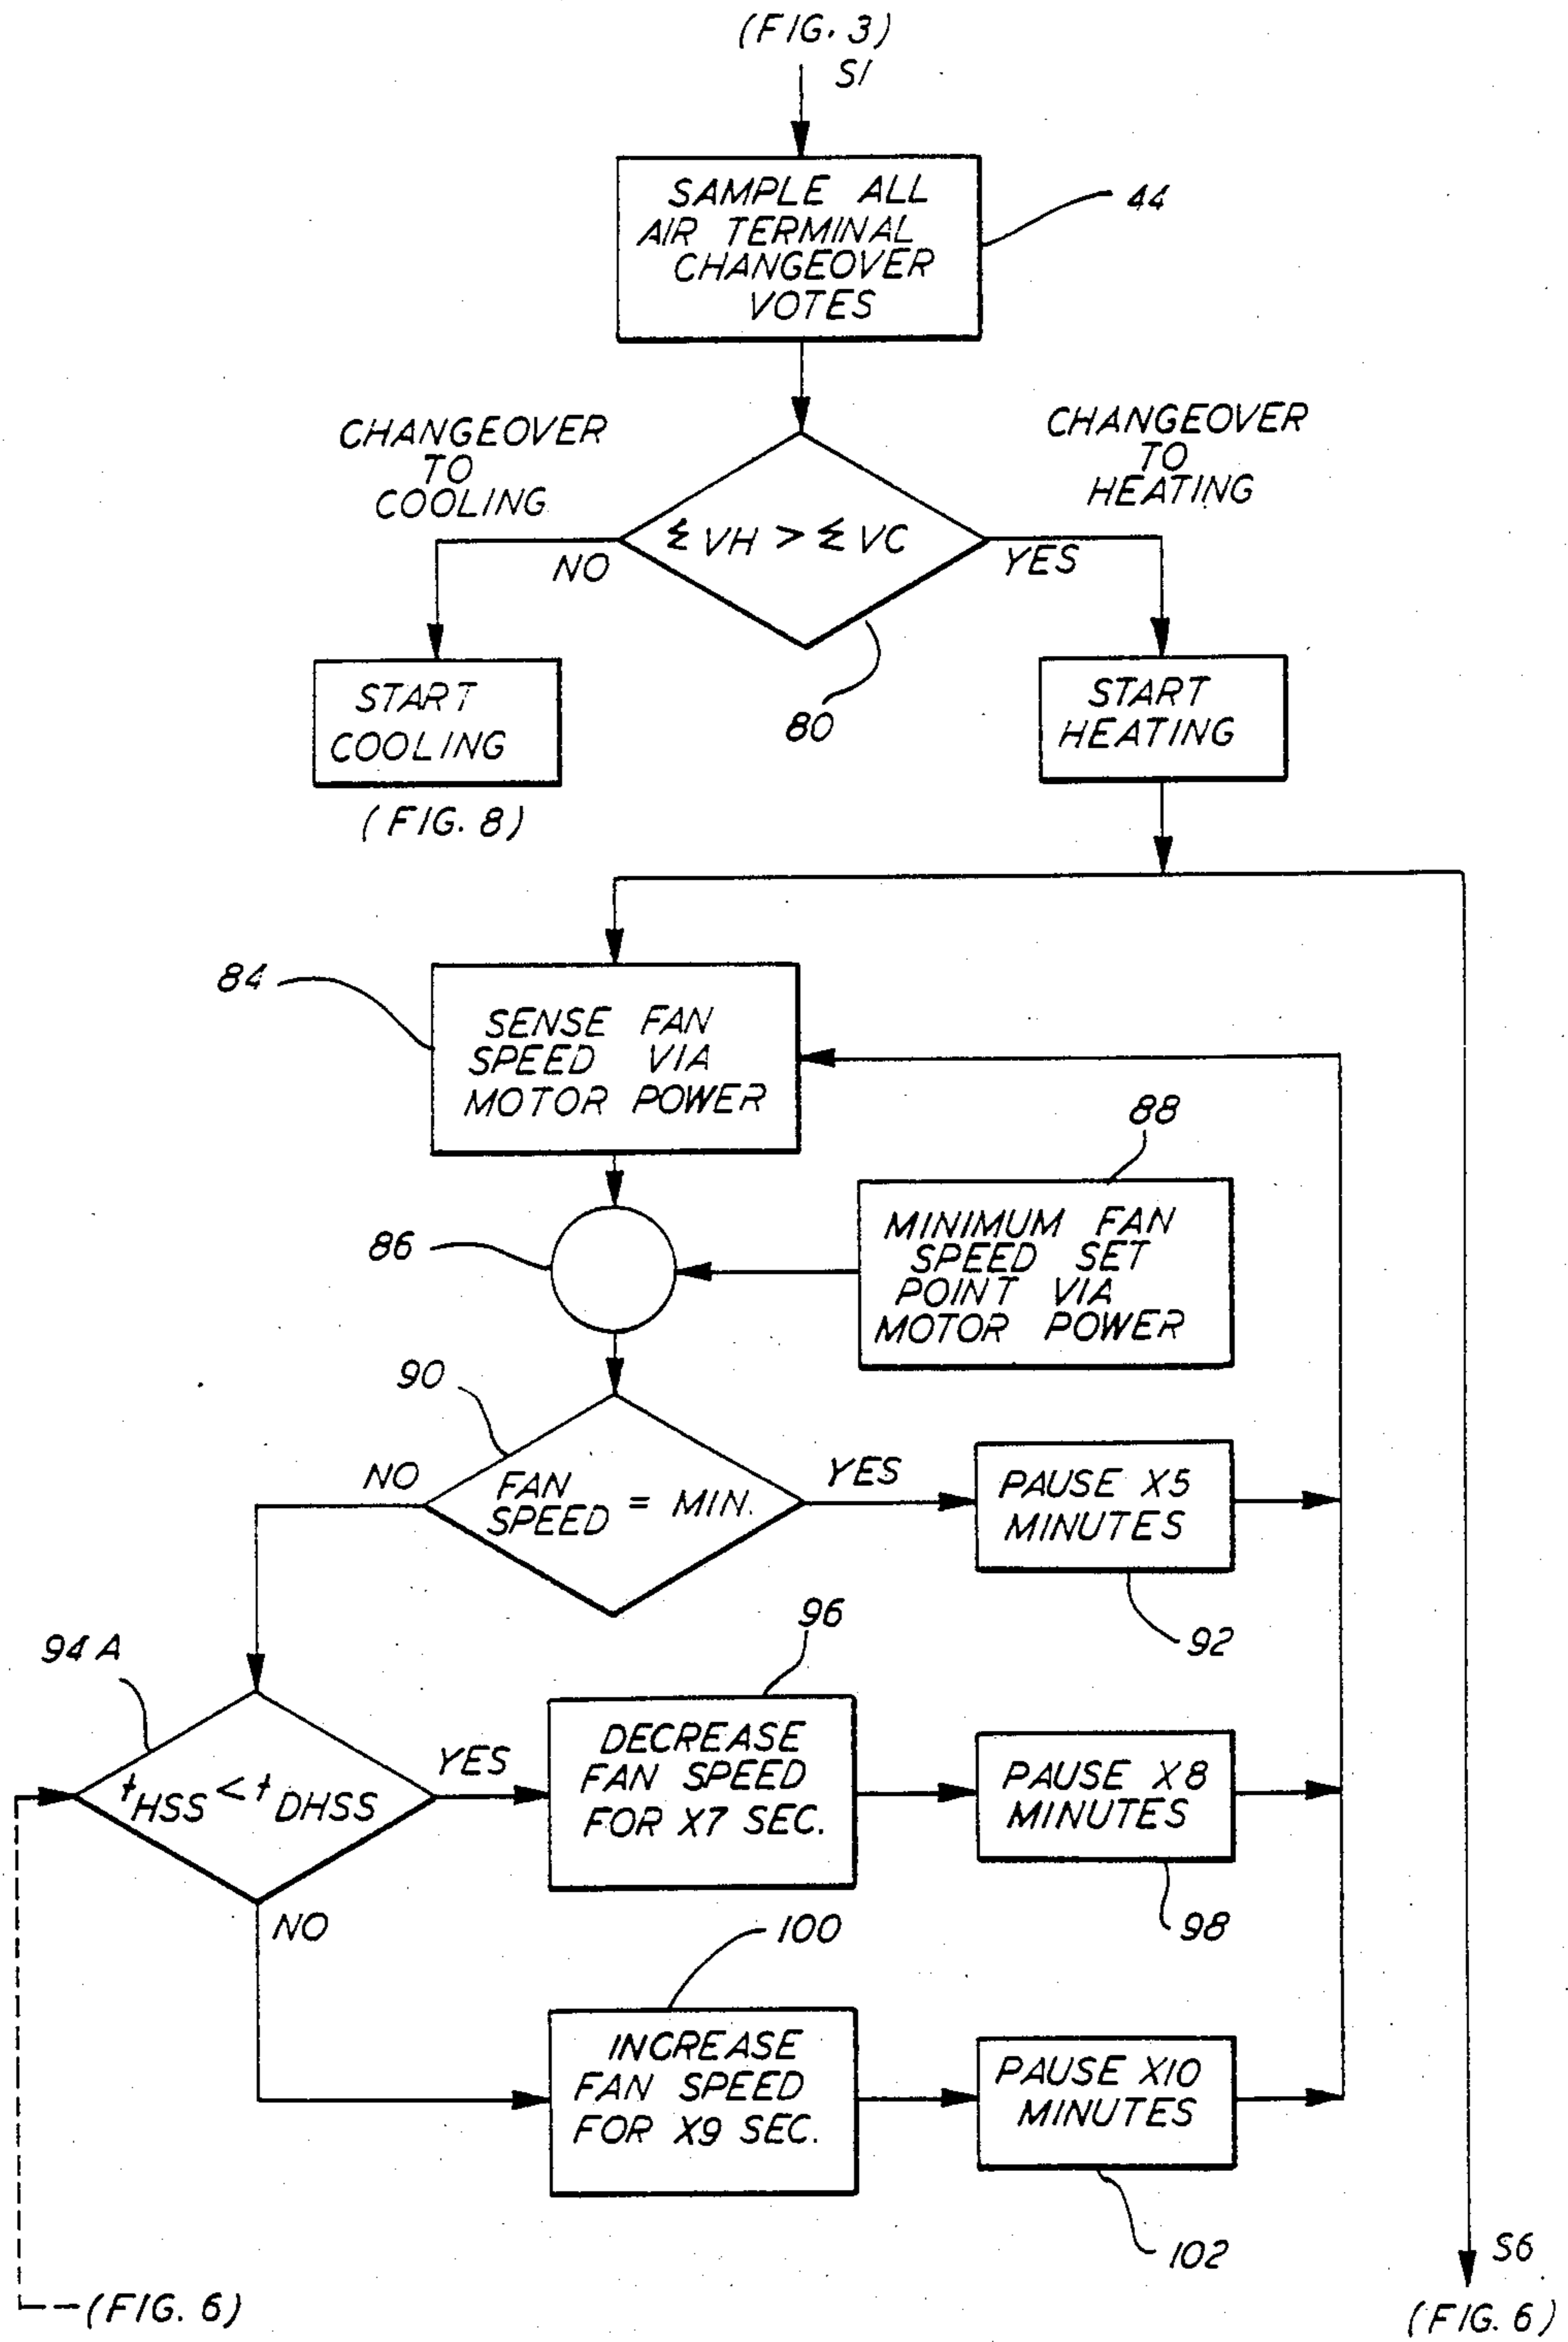 (FIG. 3)
S1
SAMPLE ALL
AIR TERMINAL
CHANGEOVER
VOTES
44
CHANGEOVER
TO
COOLING
CHANGEOVER
TO
HEATING
Σ VH > Σ VC
NO
YES
80
START
COOLING
(FIG. 8)
START
HEATING
84
SENSE FAN
SPEED VIA
MOTOR POWER
88
86
MINIMUM FAN
SPEED SET
POINT VIA
MOTOR POWER
90
NO
FAN
SPEED = MIN.
YES
PAUSE X5
MINUTES
92
94A
tHSS < tDHSS
YES
96
DECREASE
FAN SPEED
FOR X7 SEC.
PAUSE X8
MINUTES
98
NO
100
INCREASE
FAN SPEED
FOR X9 SEC.
PAUSE X10
MINUTES
102
S6
(FIG. 6)
(FIG. 6)